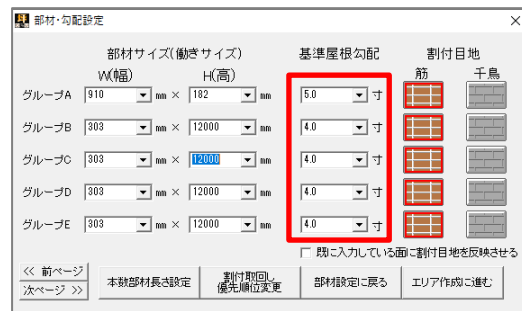 部材・勾配設定
部材サイズ(働きサイズ) 基準屋根勾配 割付目地
W(幅) H(高) 筋 千鳥
グループA 910 mm × 182 mm 5.0 寸
グループB 303 mm × 12000 mm 4.0 寸
グループC 303 mm × 12000 mm 4.0 寸
グループD 303 mm × 12000 mm 4.0 寸
グループE 303 mm × 12000 mm 4.0 寸
既に入力している面に割付目地を反映させる
<< 前ページ
次ページ >>
本数部材長さ設定
割付取回し
優先順位変更
部材設定に戻る
エリア作成に進む